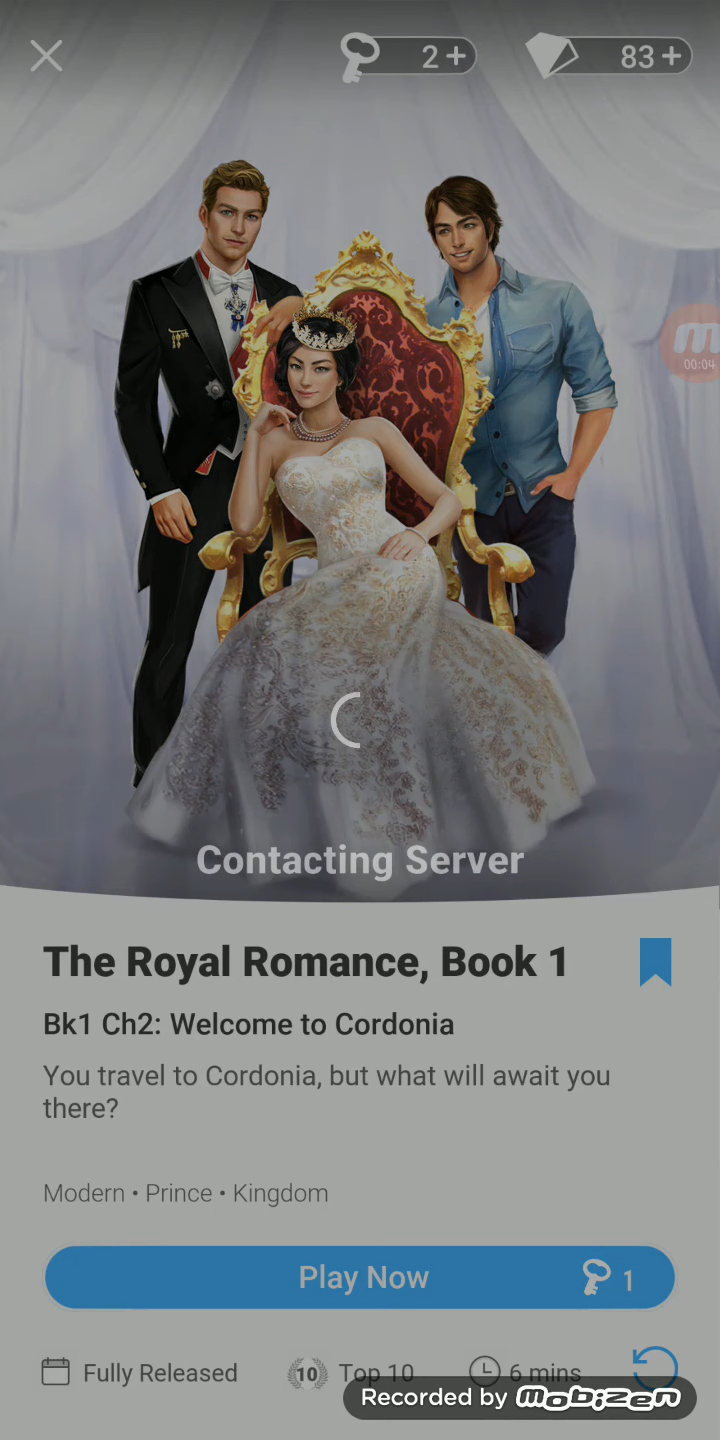 2+
83+
m
00:04
Contacting Server
The Royal Romance, Book 1
Bk1 Ch2: Welcome to Cordonia
You travel to Cordonia, but what will await you
there?
Modern • Prince • Kingdom
Play Now 1
Fully Released 10 Top 10 6 mins
Recorded by mobizen